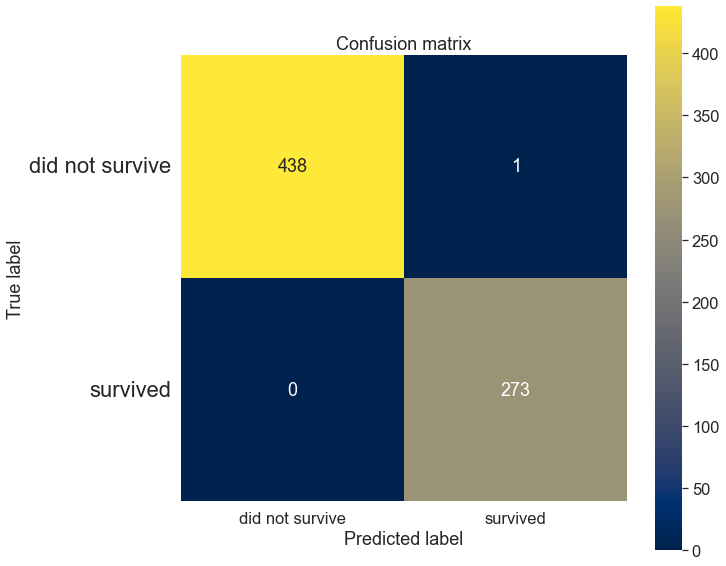 Confusion matrix
True label
did not survive
438
1
survived
0
273
did not survive
survived
Predicted label
400
350
300
250
200
150
100
50
0